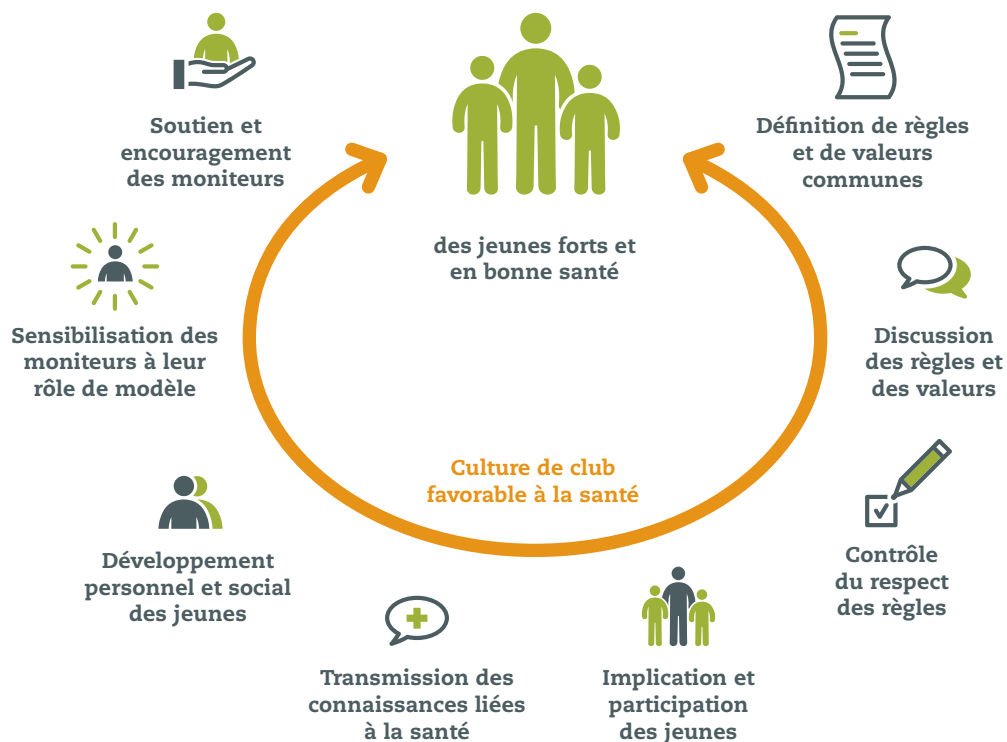 Soutien et
encouragement
des moniteurs
Définition de règles
et de valeurs
communes
des jeunes forts et
en bonne santé
Sensibilisation des
moniteurs à leur
rôle de modèle
Discussion
des règles et
des valeurs
Culture de club
favorable à la santé
Développement
personnel et social
des jeunes
Contrôle
du respect
des règles
Transmission des
connaissances liées
à la santé
Implication et
participation
des jeunes